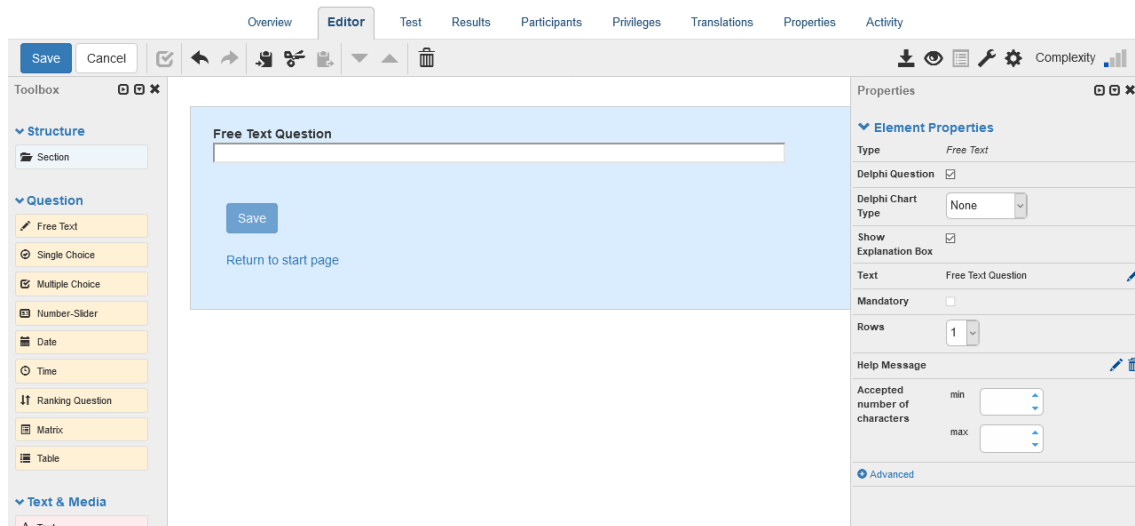 Overview Editor Test Results Participants Privileges Translations Properties Activity
Save Cancel Complexity
Toolbox
Structure
Section
Question
Free Text
Single Choice
Multiple Choice
Number-Slider
Date
Time
Ranking Question
Matrix
Table
Text & Media
Free Text Question
Save
Return to start page
Properties
Element Properties
Type Free Text
Delphi Question
Delphi Chart
Type
None
Show
Explanation Box
Text Free Text Question
Mandatory
Rows 1
Help Message
Accepted
number of
characters
min
max
Advanced